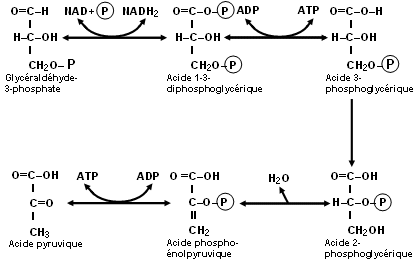 O=C–H NAD+ P NADH2 O=C–O–P ADP ATP O=C–O–H
H–C–OH H–C–OH H–C–OH
CH2O–P CH2O–P CH2O–P
Glycéraldéhyde-
3-phosphate
Acide 1-3-
diphosphoglycérique
Acide 3-
phosphoglycérique
O=C–OH ATP ADP O=C–OH H2O O=C–OH
C=O C–O–P H–C–O–P
CH3 CH2 CH2OH
Acide pyruvique
Acide phospho-
énolpyruvique
Acide 2-
phosphoglycérique